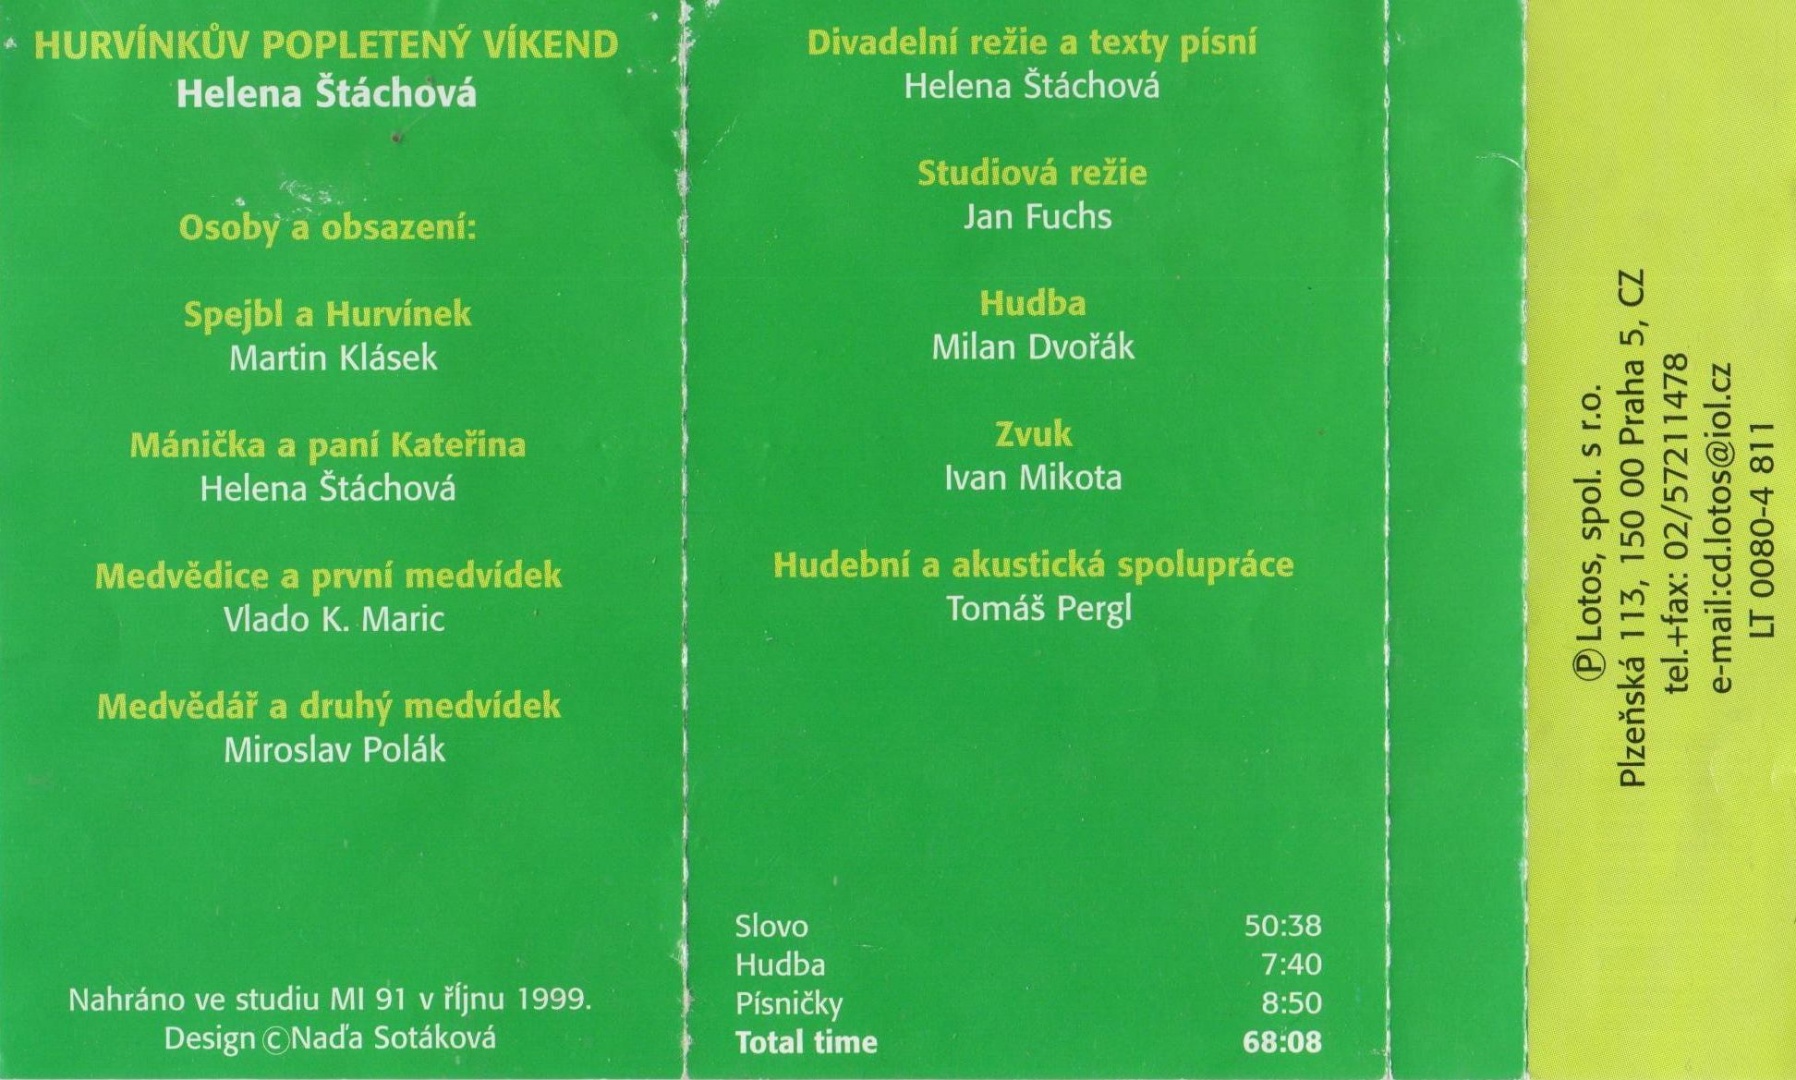 HURVÍNKŮV POPLETENÝ VÍKEND
Helena Štáchová
Osoby a obsazení:
Spejbl a Hurvínek
Martin Klásek
Mánička a paní Kateřina
Helena Štáchová
Medvědice a první medvídek
Vlado K. Maric
Medvědář a druhý medvídek
Miroslav Polák
Nahráno ve studiu MI 91 v říjnu 1999.
Design ©Naďa Sotáková
Divadelní režie a texty písní
Helena Štáchová
Studiová režie
Jan Fuchs
Hudba
Milan Dvořák
Zvuk
Ivan Mikota
Hudební a akustická spolupráce
Tomáš Pergl
Slovo 50:38
Hudba 7:40
Písničky 8:50
Total time 68:08
℗ Lotos, spol. s r.o.
Plzeňská 113, 150 00 Praha 5, CZ
tel.+fax: 02/57211478
e-mail:cd.lotos@iol.cz
LT 0080-4 811